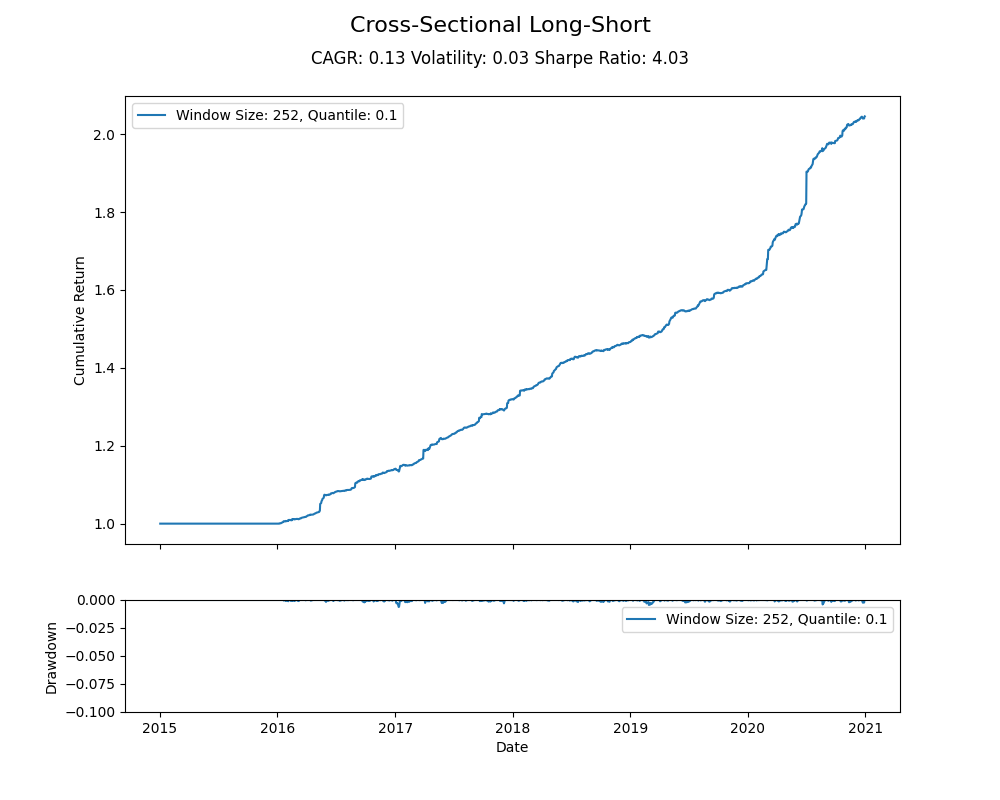 Cross-Sectional Long-Short
CAGR: 0.13 Volatility: 0.03 Sharpe Ratio: 4.03
Window Size: 252, Quantile: 0.1
Cumulative Return
2.0
1.8
1.6
1.4
1.2
1.0
Window Size: 252, Quantile: 0.1
Drawdown
0.000
−0.025
−0.050
−0.075
−0.100
2015 2016 2017 2018 2019 2020 2021
Date